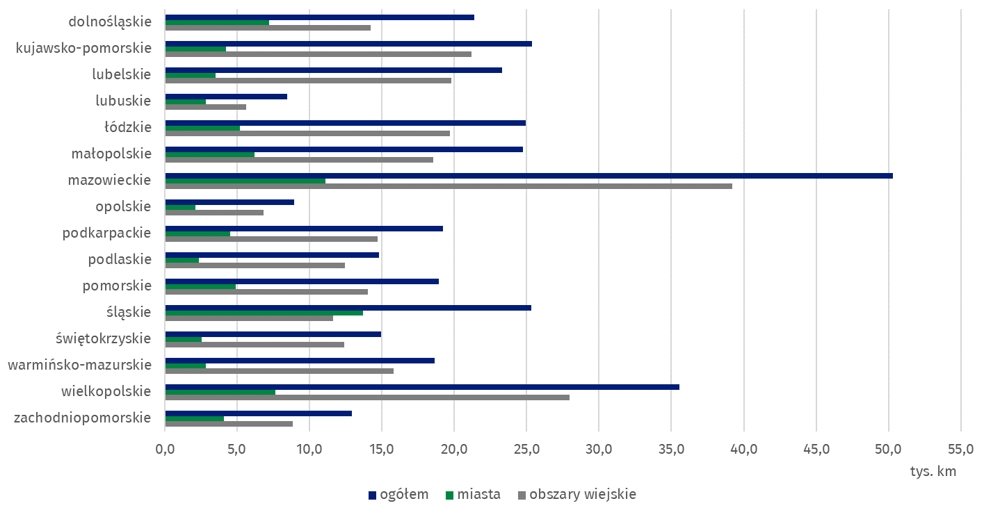 dolnośląskie
kujawsko-pomorskie
lubelskie
lubuskie
łódzkie
małopolskie
mazowieckie
opolskie
podkarpackie
podlaskie
pomorskie
śląskie
świętokrzyskie
warmińsko-mazurskie
wielkopolskie
zachodniopomorskie
0,0 5,0 10,0 15,0 20,0 25,0 30,0 35,0 40,0 45,0 50,0 55,0
tys. km
ogółem miasta obszary wiejskie